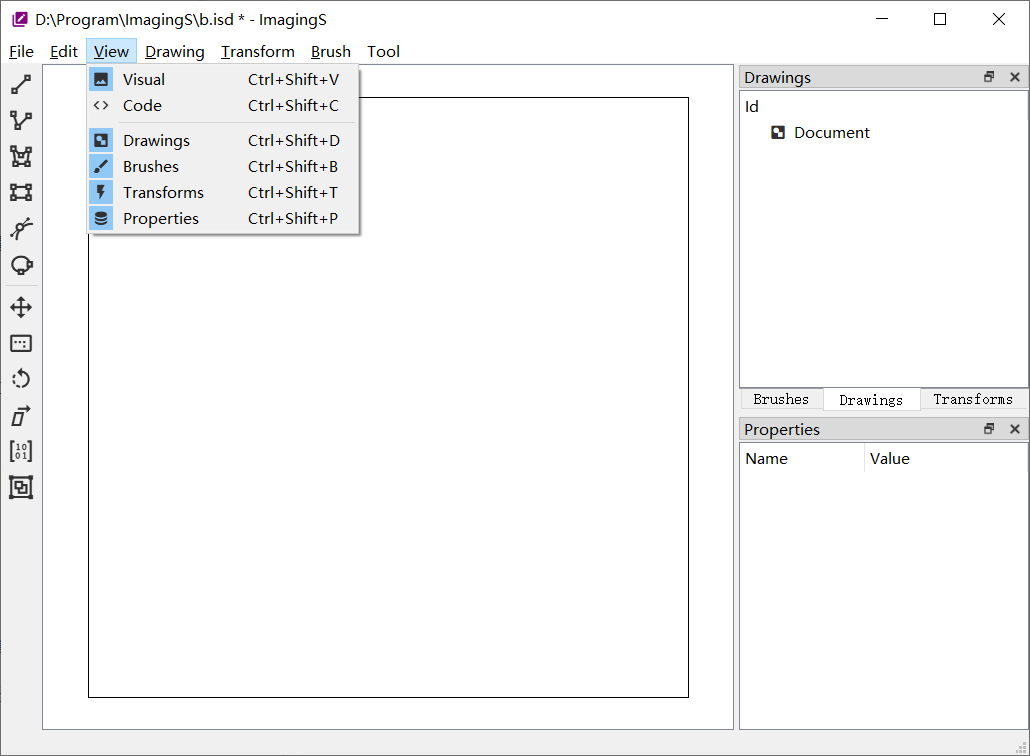 D:\Program\ImagingS\b.isd * - ImagingS
File Edit View Drawing Transform Brush Tool
Visual Ctrl+Shift+V
Code Ctrl+Shift+C
Drawings Ctrl+Shift+D
Brushes Ctrl+Shift+B
Transforms Ctrl+Shift+T
Properties Ctrl+Shift+P
Drawings
Id
Document
Brushes Drawings Transforms
Properties
Name Value
10
01